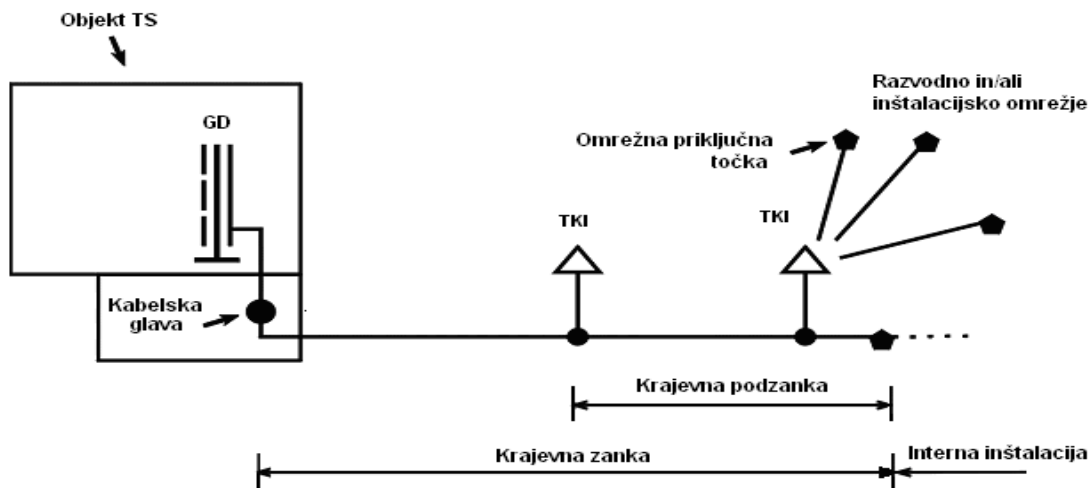 Objekt TS
GD
Razvodno in/ali
inštalacijsko omrežje
Omrežna priključna
točka
TKI
TKI
Kabelska
glava
Krajevna podzanka
Krajevna zanka
Interna inštalacija